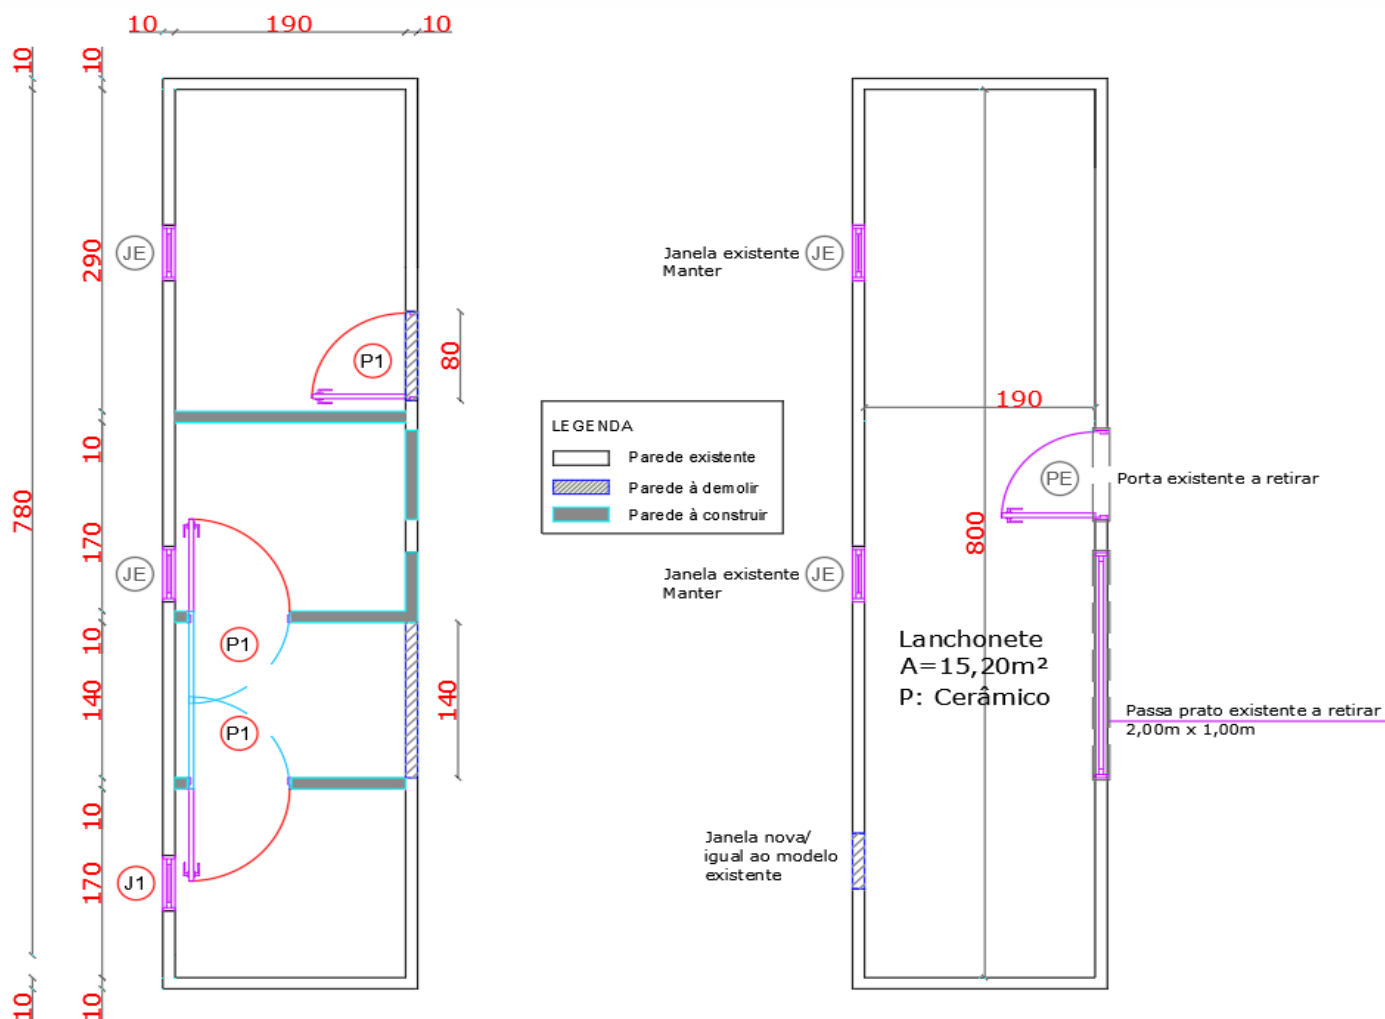 10 190 10
10
10
780
290
10
170
10
140
10
170
10
10
JE
P1
80
JE
P1
140
P1
J1
LEGENDA
Parede existente
Parede à demolir
Parede à construir
Janela existente
Manter
JE
190
PE
Porta existente a retirar
800
Janela existente
Manter
JE
Lanchonete
A=15,20m²
P: Cerâmico
Passa prato existente a retirar
2,00m x 1,00m
Janela nova/
igual ao modelo
existente